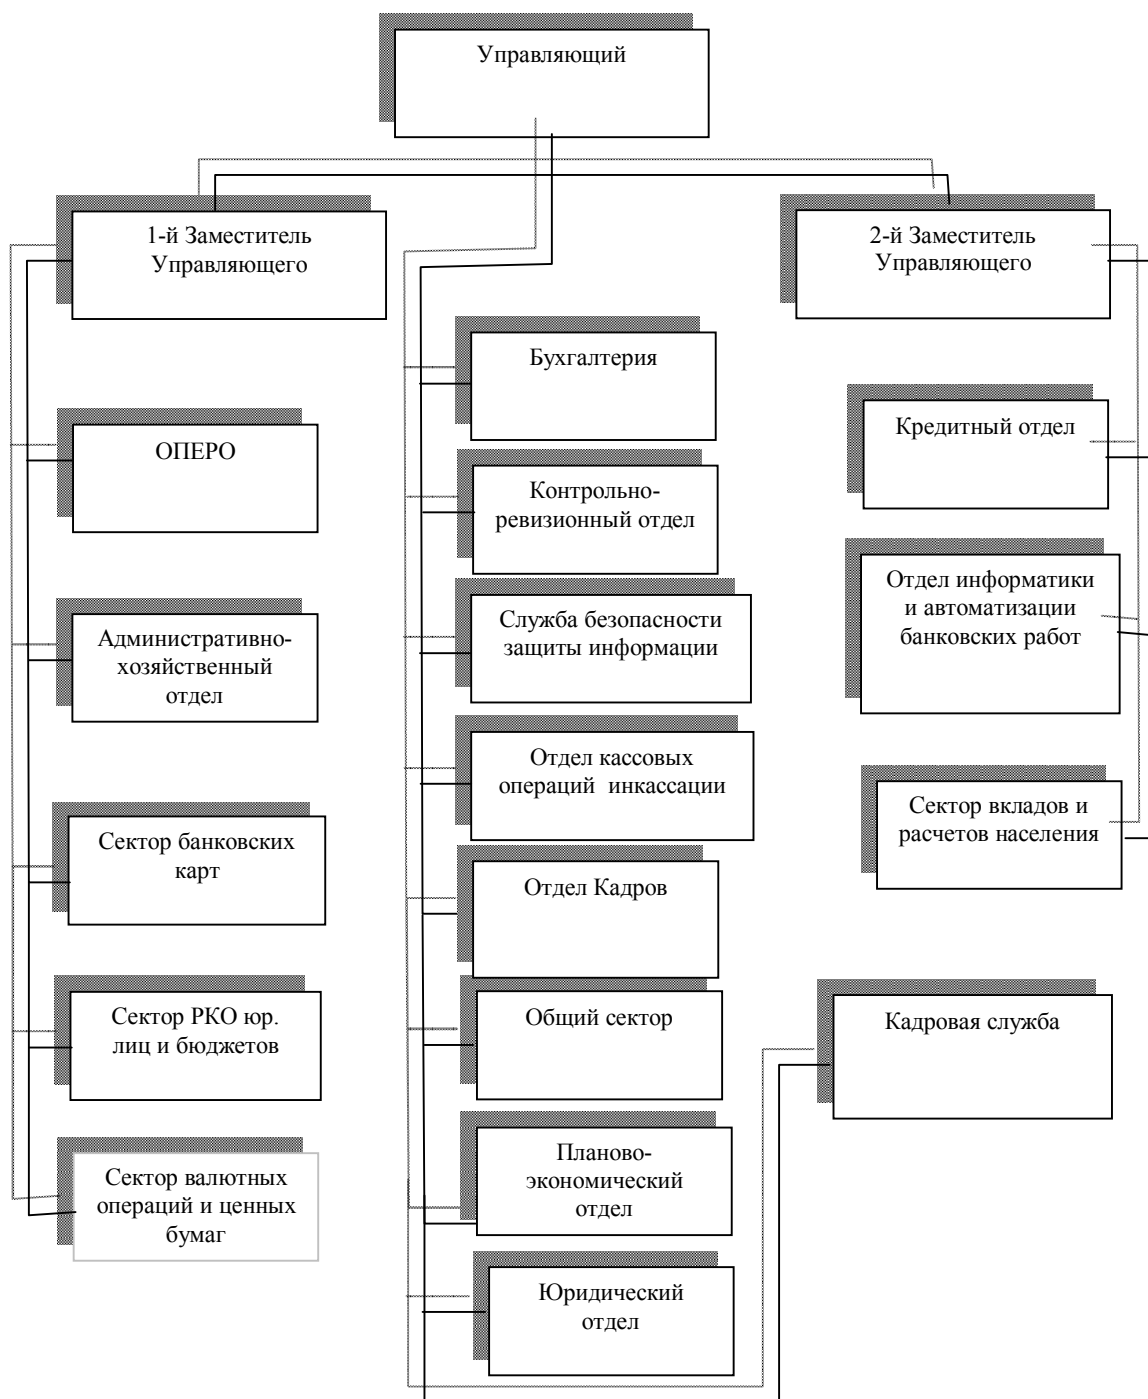 Управляющий
1-й Заместитель
Управляющего
2-й Заместитель
Управляющего
ОПЕРО
Административно-
хозяйственный
отдел
Сектор банковских
карт
Сектор РКО юр.
лиц и бюджетов
Сектор валютных
операций и ценных
бумаг
Бухгалтерия
Контрольно-
ревизионный отдел
Служба безопасности
защиты информации
Отдел кассовых
операций  инкассации
Отдел Кадров
Общий сектор
Планово-
экономический
отдел
Юридический
отдел
Кредитный отдел
Отдел информатики
и автоматизации
банковских работ
Сектор вкладов и
расчетов населения
Кадровая служба